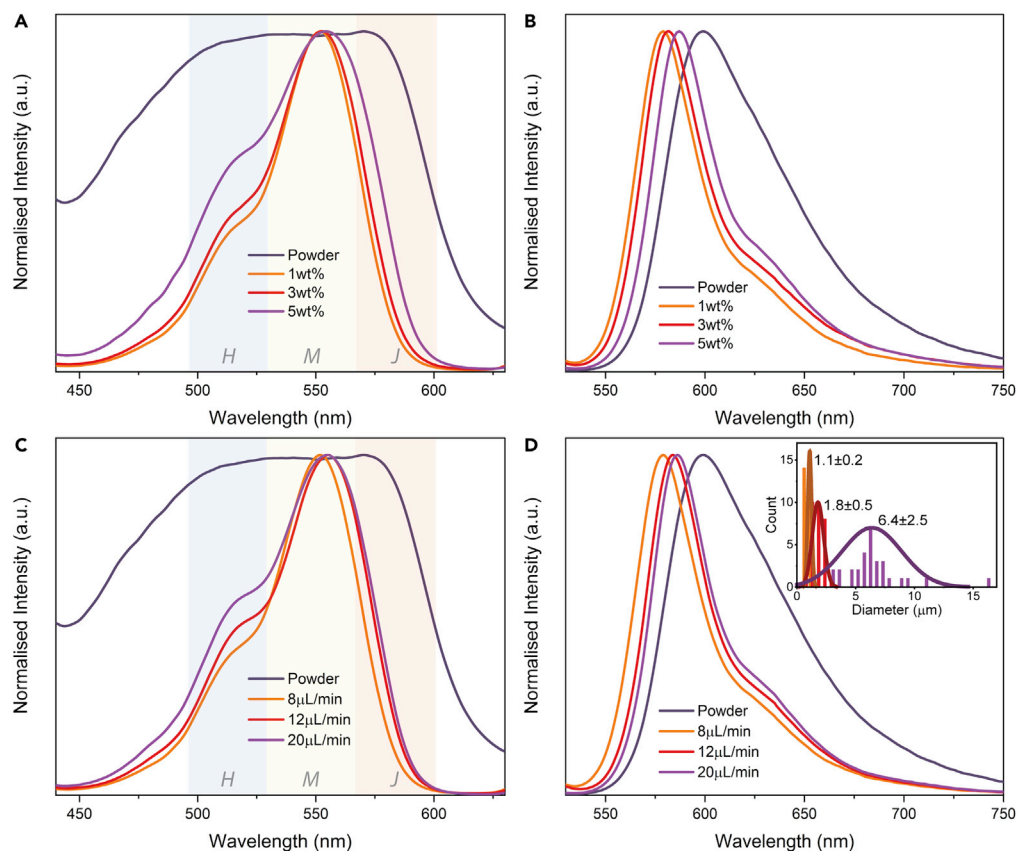 A
Normalised Intensity (a.u.)
Powder
1wt%
3wt%
5wt%
H M J
450 500 550 600
Wavelength (nm)
B
Normalised Intensity (a.u.)
Powder
1wt%
3wt%
5wt%
550 600 650 700 750
Wavelength (nm)
C
Normalised Intensity (a.u.)
Powder
8μL/min
12μL/min
20μL/min
H M J
450 500 550 600
Wavelength (nm)
D
Normalised Intensity (a.u.)
15
10
5
0
Count
1.1±0.2
1.8±0.5
6.4±2.5
0 5 10 15
Diameter (μm)
Powder
8μL/min
12μL/min
20μL/min
550 600 650 700 750
Wavelength (nm)